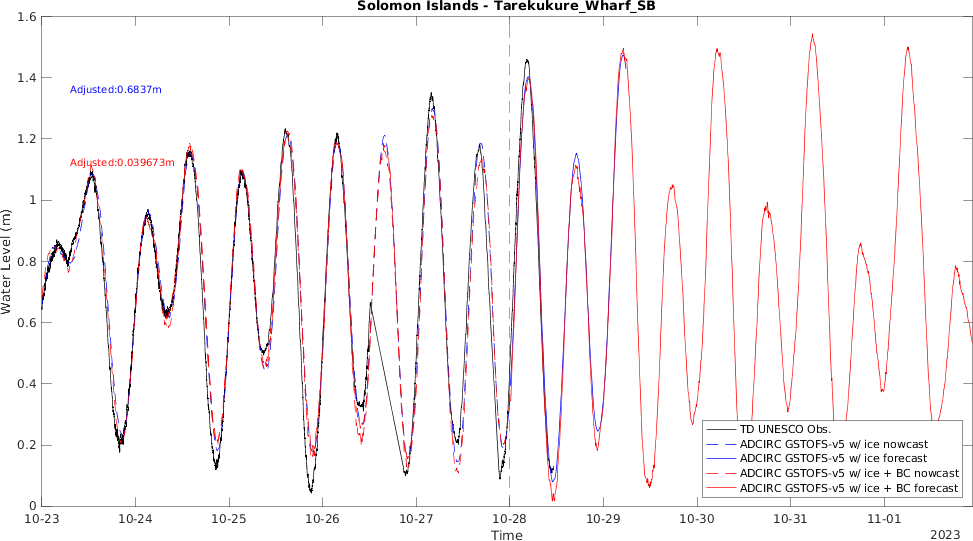 Solomon Islands - Tarekukure_Wharf_SB
1.6
1.4
1.2
1
0.8
0.6
0.4
0.2
0
Water Level (m)
Adjusted:0.6837m
Adjusted:0.039673m
TD UNESCO Obs.
ADCIRC GSTOFS-v5 w/ ice nowcast
ADCIRC GSTOFS-v5 w/ ice forecast
ADCIRC GSTOFS-v5 w/ ice + BC nowcast
ADCIRC GSTOFS-v5 w/ ice + BC forecast
10-23 10-24 10-25 10-26 10-27 10-28 10-29 10-30 10-31 11-01
Time
2023